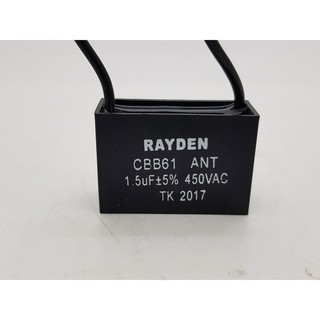 RAYDEN
CBB61 ANT
1.5uF±5% 450VAC
TK 2017